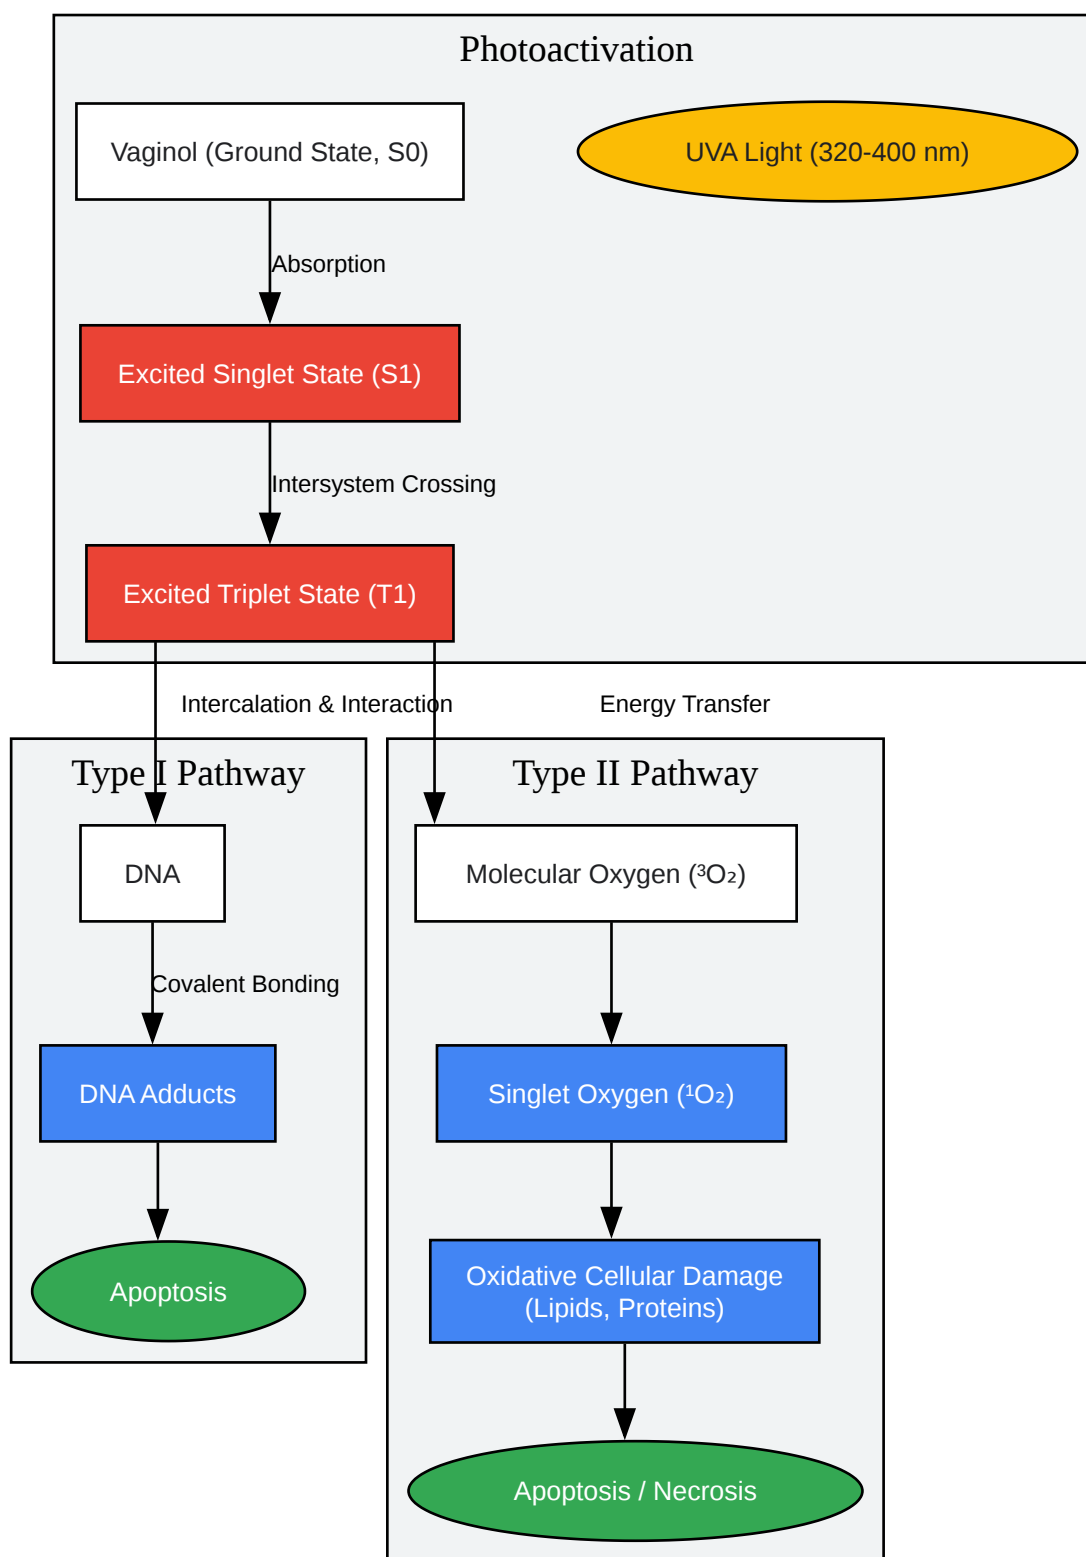 Photoactivation
Vaginol (Ground State, S0)
UVA Light (320-400 nm)
Absorption
Excited Singlet State (S1)
Intersystem Crossing
Excited Triplet State (T1)
Intercalation & Interaction
Energy Transfer
Type I Pathway
DNA
Covalent Bonding
DNA Adducts
Apoptosis
Type II Pathway
Molecular Oxygen (³O₂)
Singlet Oxygen (¹O₂)
Oxidative Cellular Damage
(Lipids, Proteins)
Apoptosis / Necrosis